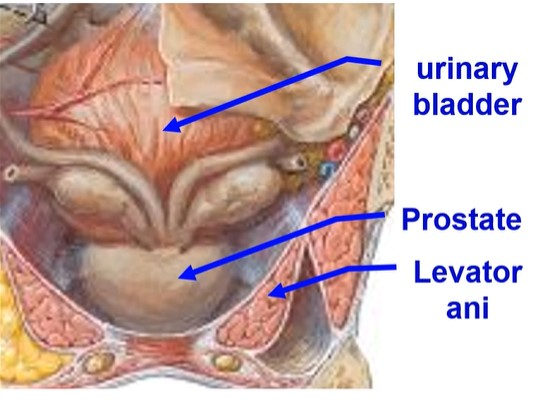 urinary
bladder
Prostate
Levator
ani